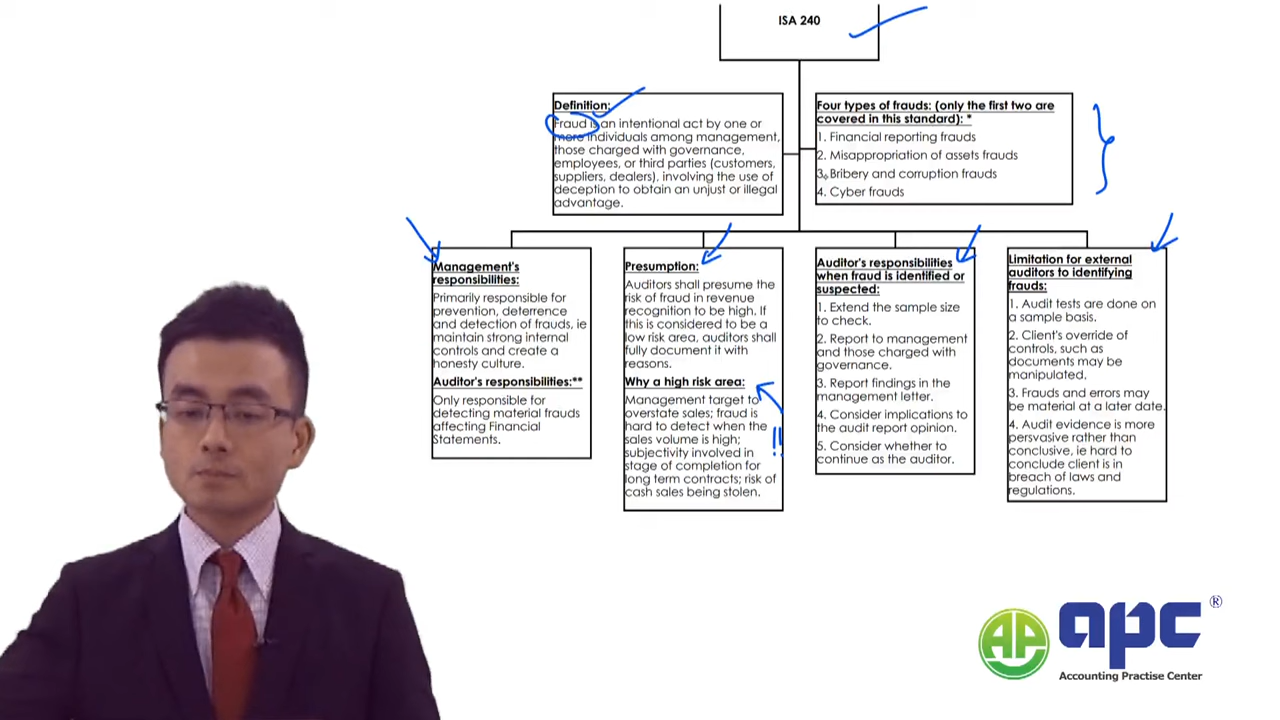 ISA 240
Definition:
Fraud is an intentional act by one or
more individuals among management,
those charged with governance,
employees, or third parties (customers,
suppliers, dealers), involving the use of
deception to obtain an unjust or illegal
advantage.
Four types of frauds: (only the first two are
covered in this standard): *
1. Financial reporting frauds
2. Misappropriation of assets frauds
3. Bribery and corruption frauds
4. Cyber frauds
Management's
responsibilities:
Primarily responsible for
prevention, deterrence
and detection of frauds, ie
maintain strong internal
controls and create a
honesty culture.
Auditor's responsibilities:**
Only responsible for
detecting material frauds
affecting Financial
Statements.
Presumption:
Auditors shall presume the
risk of fraud in revenue
recognition to be high. If
this is considered to be a
low risk area, auditors shall
fully document it with
reasons.
Why a high risk area:
Management target to
overstate sales; fraud is
hard to detect when the
sales volume is high;
subjectivity involved in
stage of completion for
long term contracts; risk of
cash sales being stolen.
!!
Auditor's responsibilities
when fraud is identified or
suspected:
1. Extend the sample size
to check.
2. Report to management
and those charged with
governance.
3. Report findings in the
management letter.
4. Consider implications to
the audit report opinion.
5. Consider whether to
continue as the auditor.
Limitation for external
auditors to identifying
frauds:
1. Audit tests are done on
a sample basis.
2. Client's override of
controls, such as
documents may be
manipulated.
3. Frauds and errors may
be material at a later date.
4. Audit evidence is more
persvasive rather than
conclusive, ie hard to
conclude client is in
breach of laws and
regulations.
AP apc ®
Accounting Practise Center